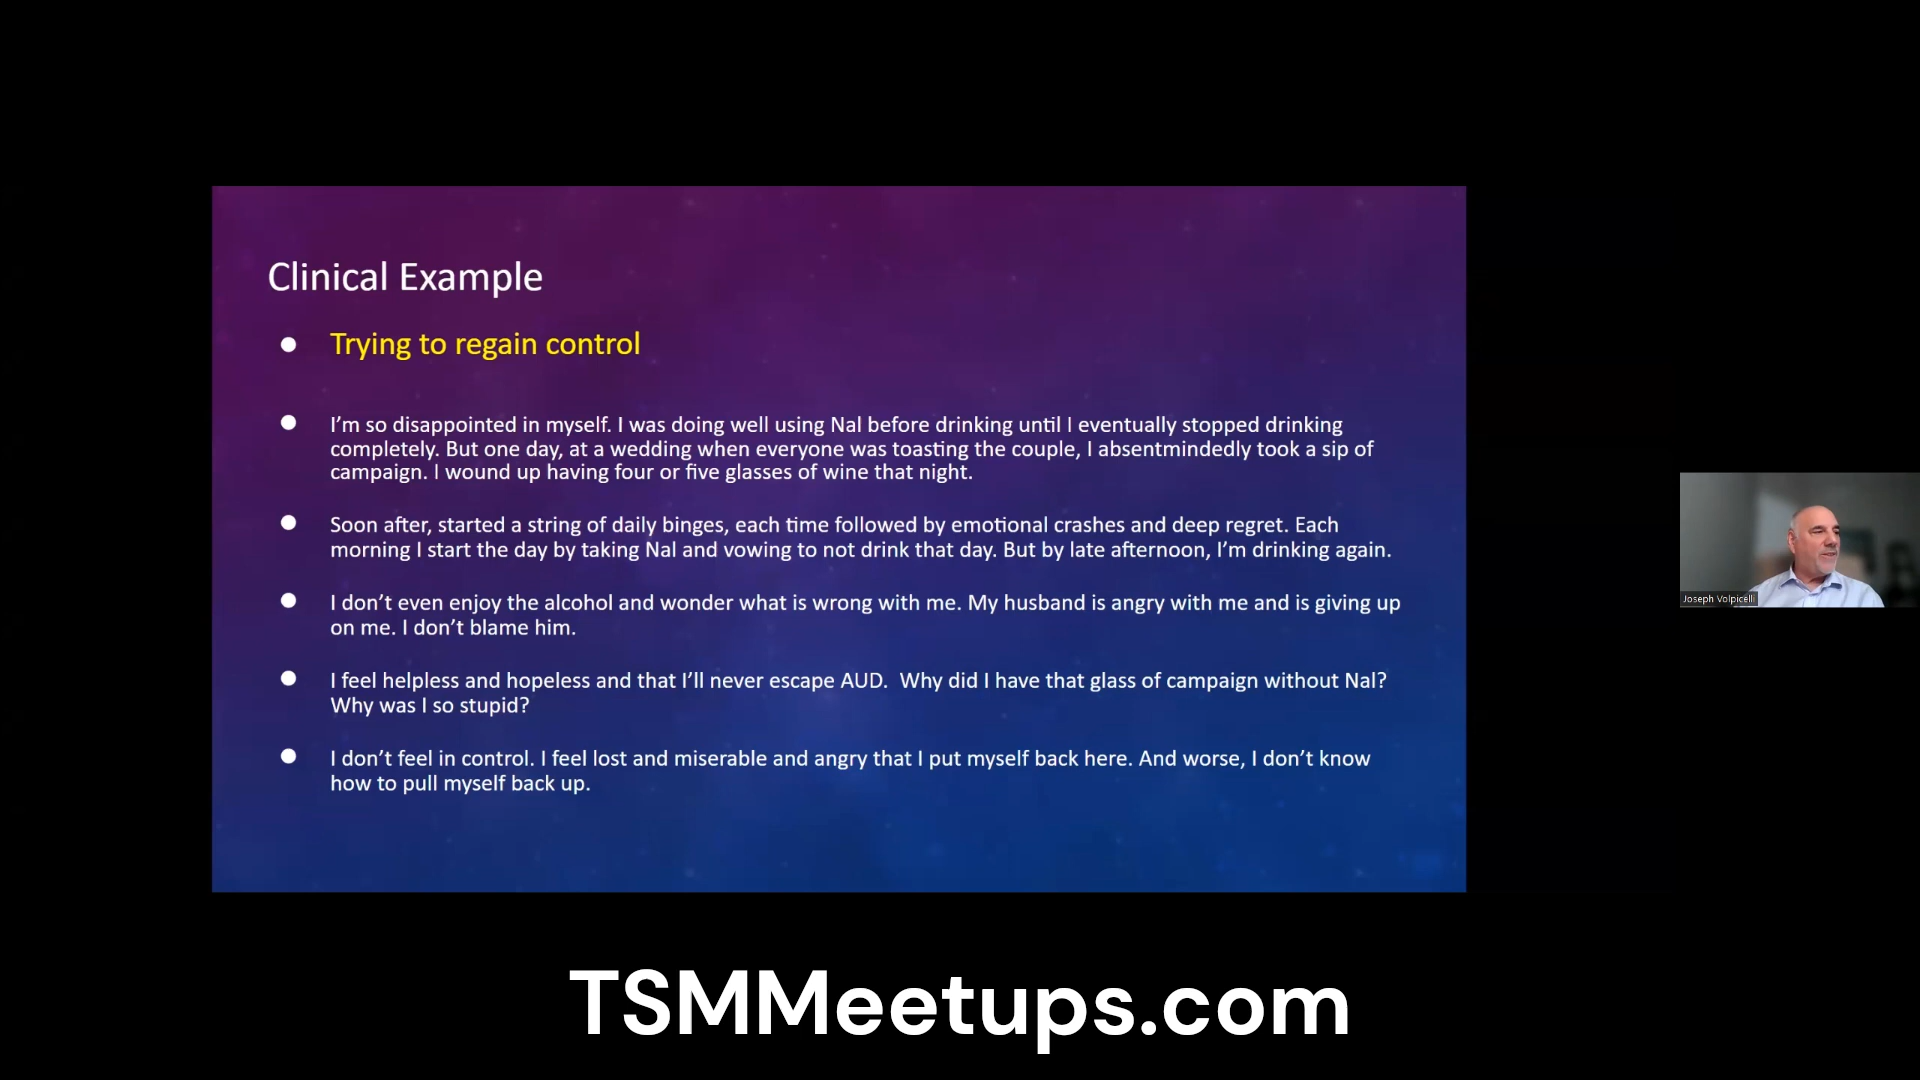 Clinical Example
● Trying to regain control
● I'm so disappointed in myself. I was doing well using Nal before drinking until I eventually stopped drinking
completely. But one day, at a wedding when everyone was toasting the couple, I absentmindedly took a sip of
campaign. I wound up having four or five glasses of wine that night.
● Soon after, started a string of daily binges, each time followed by emotional crashes and deep regret. Each
morning I start the day by taking Nal and vowing to not drink that day. But by late afternoon, I'm drinking again.
● I don't even enjoy the alcohol and wonder what is wrong with me. My husband is angry with me and is giving up
on me. I don't blame him.
● I feel helpless and hopeless and that I'll never escape AUD.  Why did I have that glass of campaign without Nal?
Why was I so stupid?
● I don't feel in control. I feel lost and miserable and angry that I put myself back here. And worse, I don't know
how to pull myself back up.
Joseph Volpicelli
TSMMeetups.com